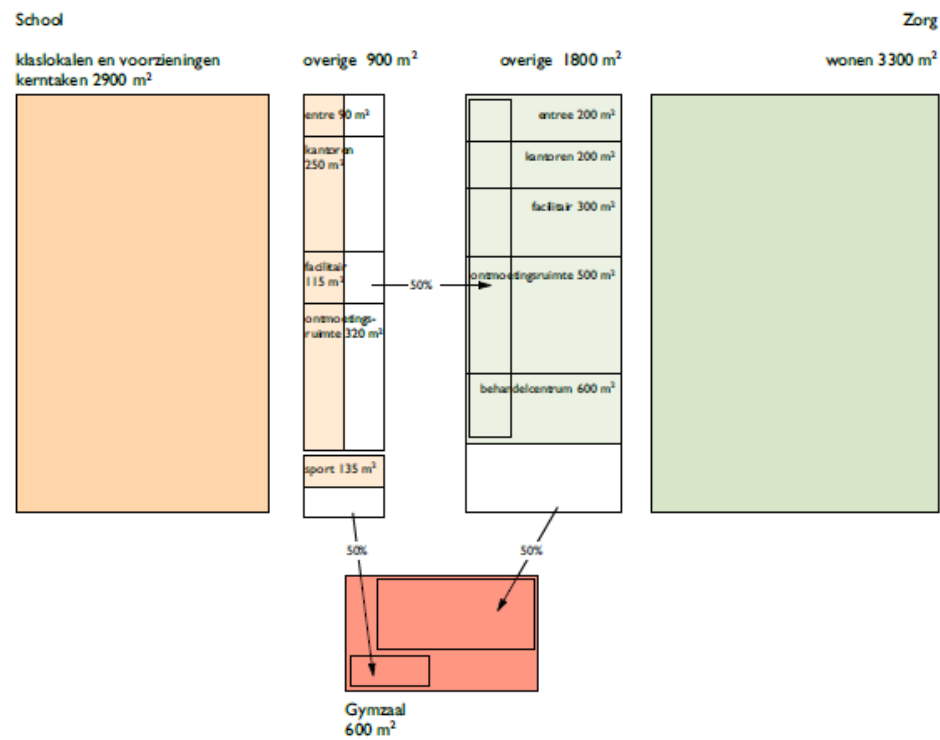 School
Zorg
klaslokalen en voorzieningen
kerntaken 2900 m²
overige 900 m²
overige 1800 m²
wonen 3300 m²
entre 90 m²
kantoren
250 m²
facilitair
115 m²
ontmoetings-
ruimte 320 m²
sport 135 m²
entree 200 m²
kantoren 200 m²
facilitair 300 m²
ontmoetingsruimte 500 m²
behandelcentrum 600 m²
50%
50%
50%
Gymzaal
600 m²